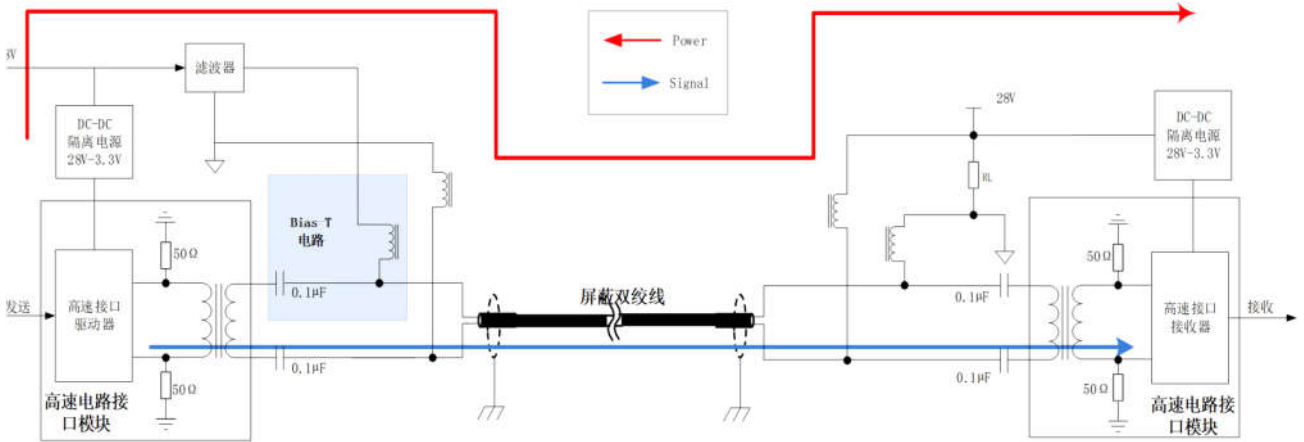 Power
Signal
滤波器
DC-DC
隔离电源
28V-3.3V
Bias-T
电路
50Ω
高速接口
驱动器
发送
0.1μF
0.1μF
50Ω
高速电路接
口模块
屏蔽双绞线
28V
RL
DC-DC
隔离电源
28V-3.3V
50Ω
0.1μF
高速接口
接收器
接收
0.1μF
50Ω
高速电路接
口模块